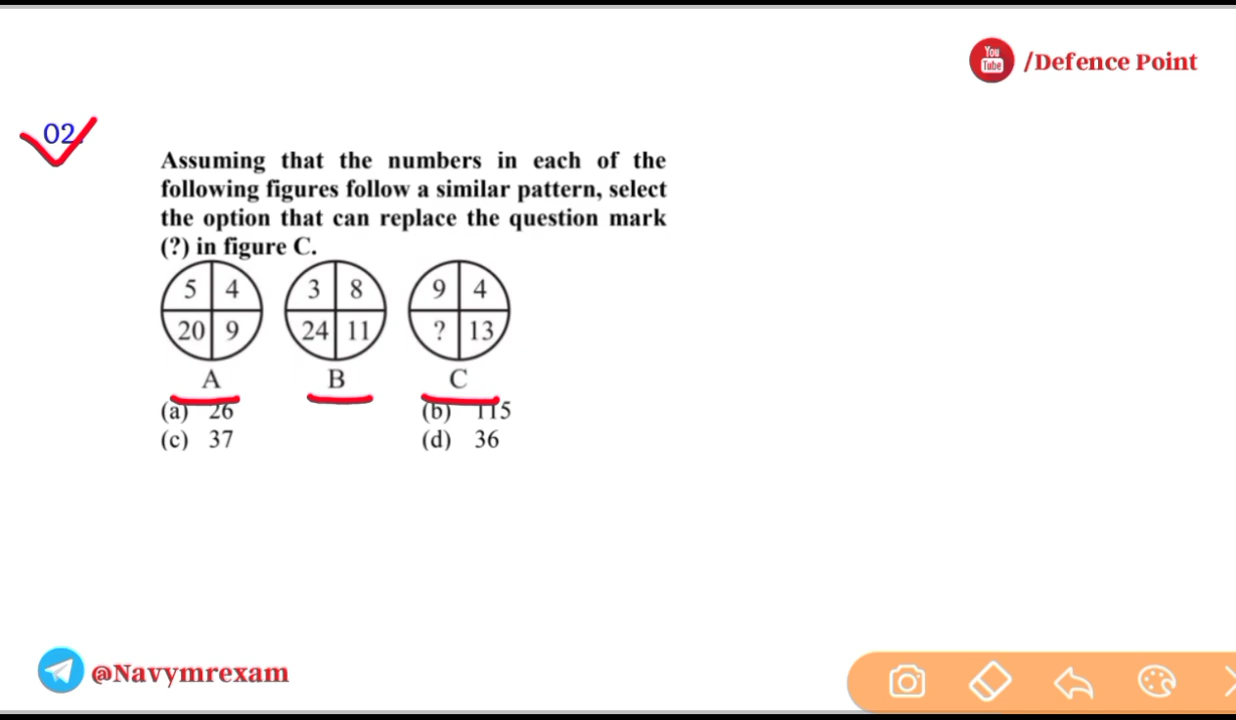 You Tube /Defence Point
02.
Assuming that the numbers in each of the
following figures follow a similar pattern, select
the option that can replace the question mark
(?) in figure C.
5 4 3 8 9 4
20 9 24 11 ? 13
A B C
(a) 26 (b) 115
(c) 37 (d) 36
@Navymrexam